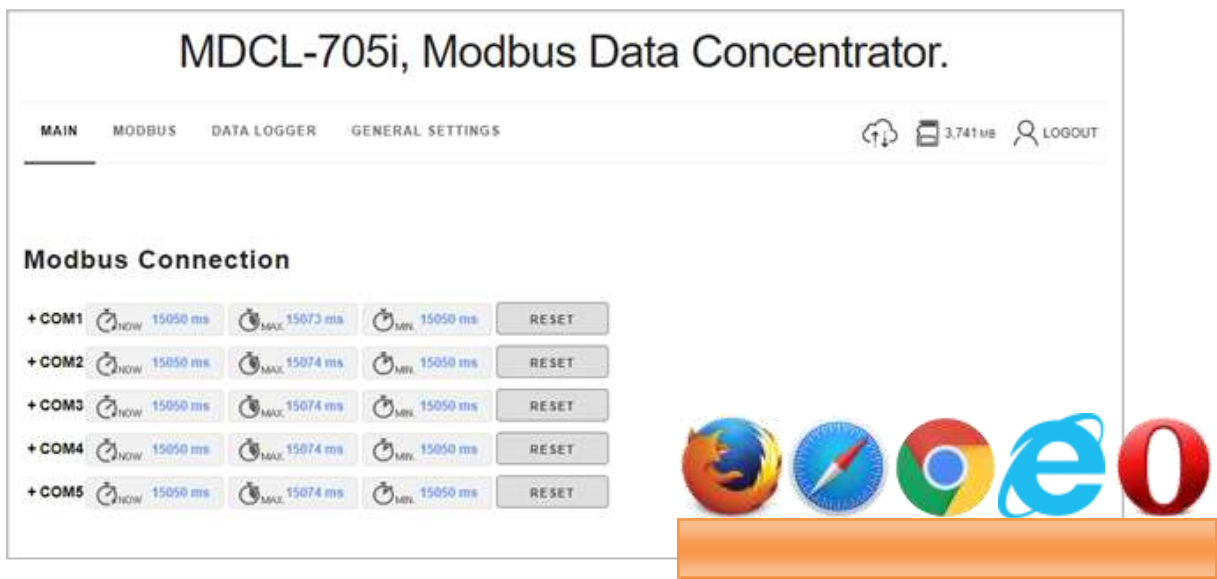 MDCL-705i, Modbus Data Concentrator.
MAIN MODBUS DATA LOGGER GENERAL SETTINGS 3,741 MB LOGOUT
Modbus Connection
+ COM1 NOW 15050 ms MAX. 15073 ms MIN. 15050 ms RESET
+ COM2 NOW 15050 ms MAX. 15074 ms MIN. 15050 ms RESET
+ COM3 NOW 15050 ms MAX. 15074 ms MIN. 15050 ms RESET
+ COM4 NOW 15050 ms MAX. 15074 ms MIN. 15050 ms RESET
+ COM5 NOW 15050 ms MAX. 15074 ms MIN. 15050 ms RESET